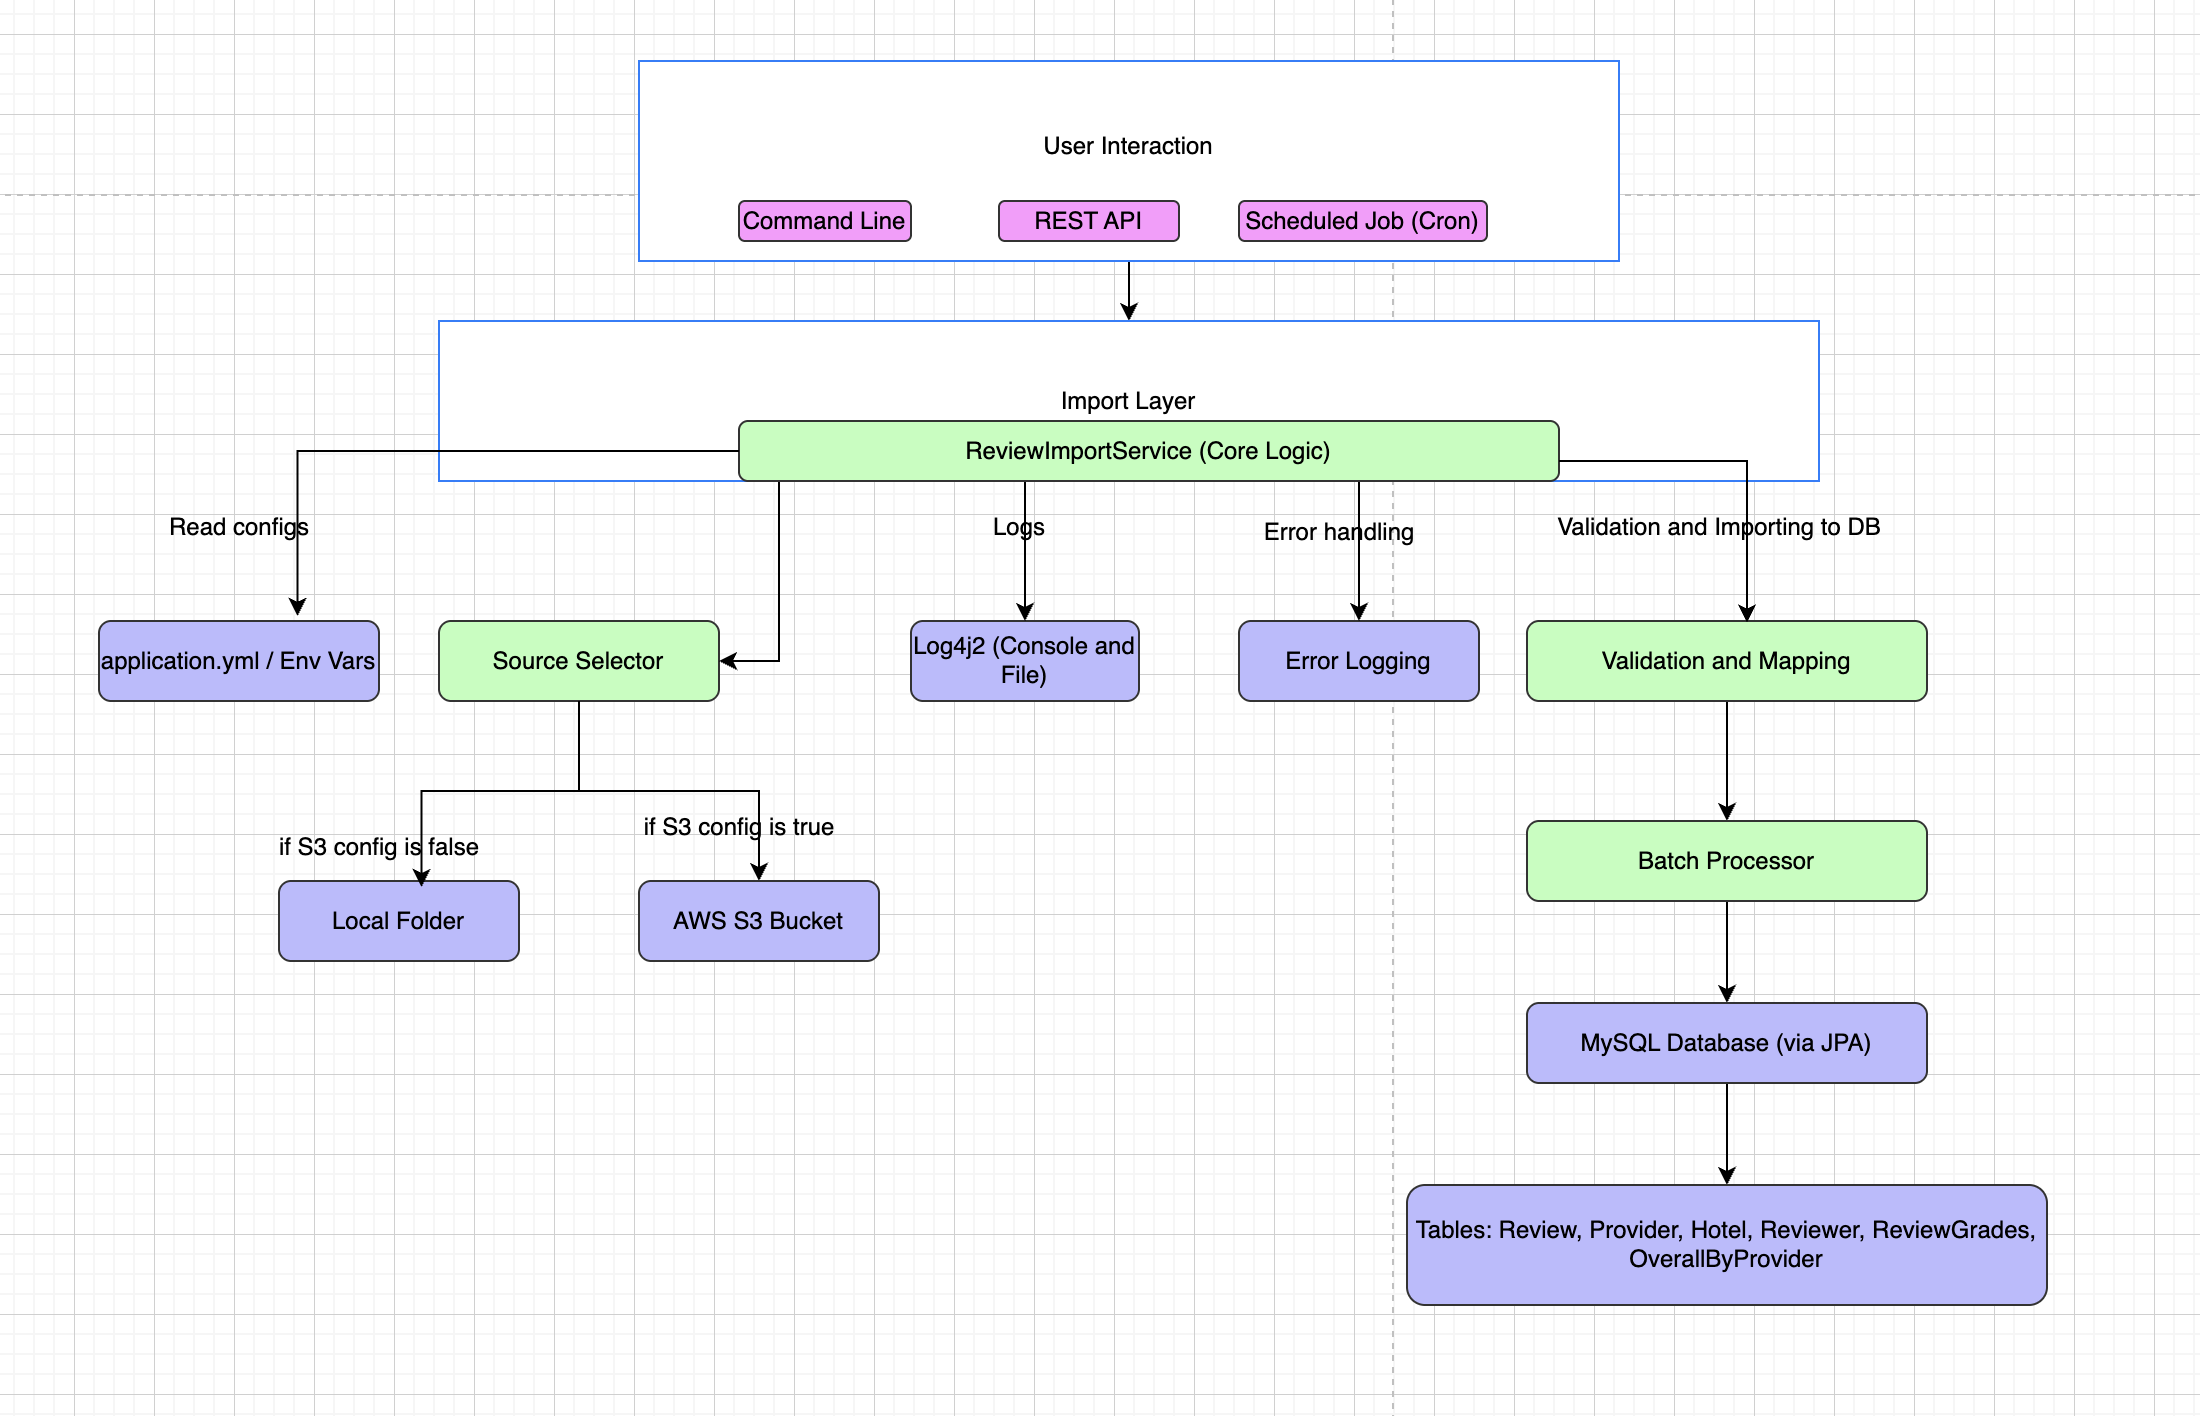 User Interaction
Command Line
REST API
Scheduled Job (Cron)
Import Layer
ReviewImportService (Core Logic)
Read configs
Logs
Error handling
Validation and Importing to DB
application.yml / Env Vars
Source Selector
Log4j2 (Console and
File)
Error Logging
Validation and Mapping
if S3 config is false
if S3 config is true
Batch Processor
Local Folder
AWS S3 Bucket
MySQL Database (via JPA)
Tables: Review, Provider, Hotel, Reviewer, ReviewGrades,
OverallByProvider